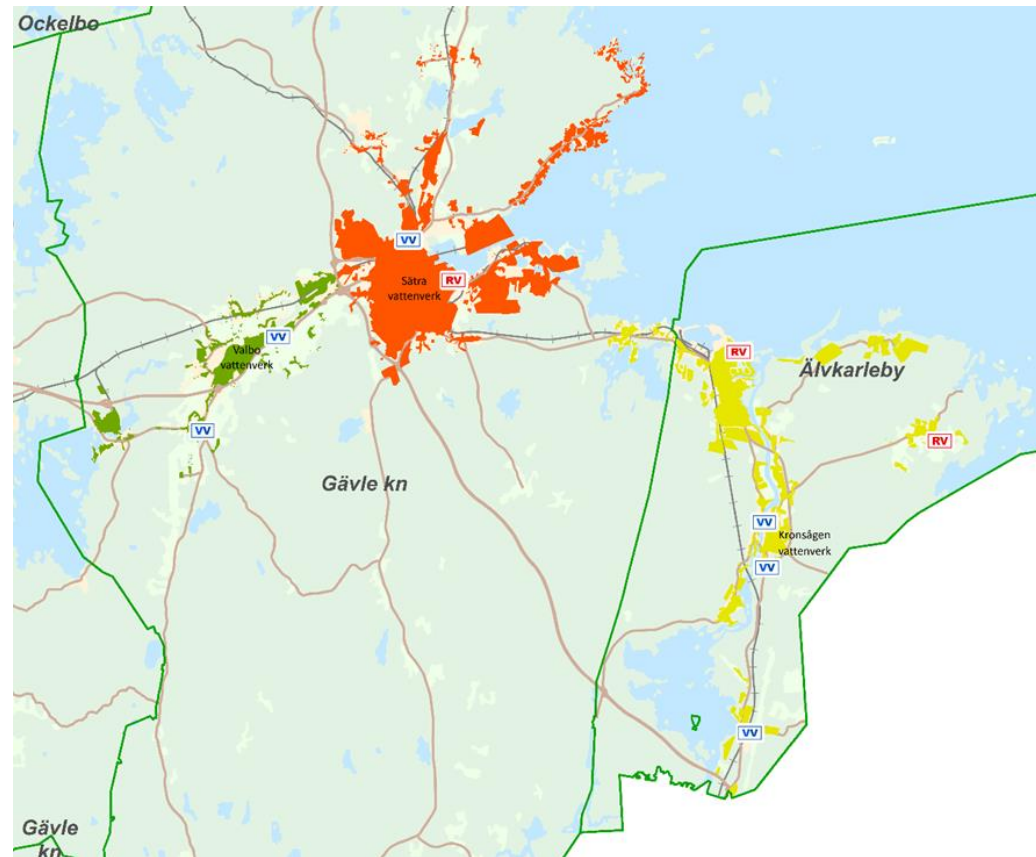 Ockelbo
VV
Sätra
vattenverk
RV
VV
Valbo
vattenverk
RV
Älvkarleby
VV
RV
Gävle kn
VV
Kronsågen
vattenverk
VV
VV
Gävle
kn